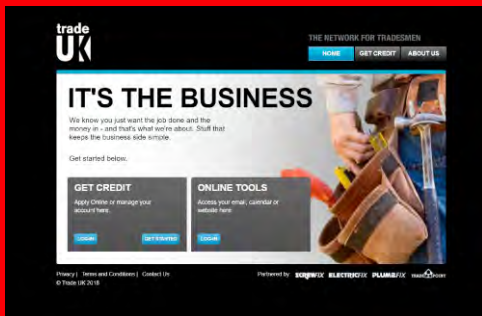 trade
UK
THE NETWORK FOR TRADESMEN
HOME GET CREDIT ABOUT US
IT'S THE BUSINESS
We know you just want the job done and the
money in - and that's what we're about. Stuff that
keeps the business side simple.
Get started below.
GET CREDIT
Apply Online or manage your
account here.
LOGIN GET STARTED
ONLINE TOOLS
Access your email, calendar or
website here
LOGIN
Privacy | Terms and Conditions | Contact Us
© Trade UK 2018
Partnered by SCREWFIX ELECTRICFIX PLUMBFIX TRADE POINT